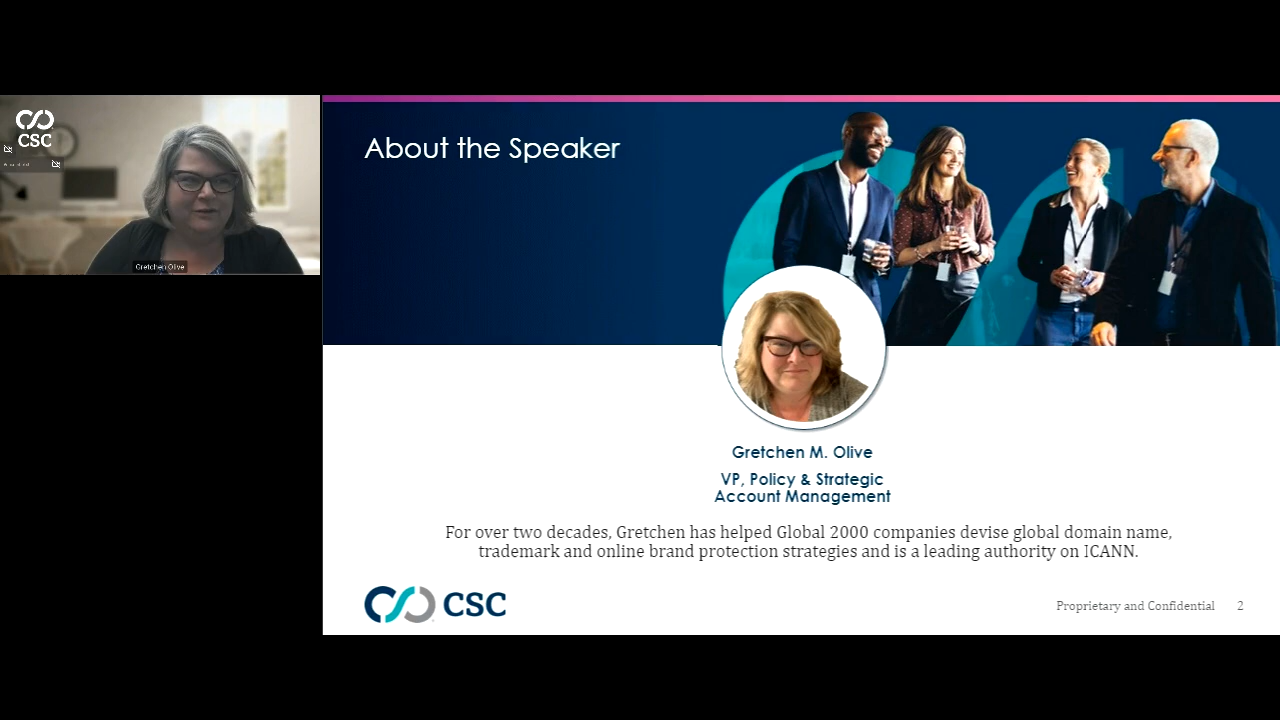 CSC
Gretchen Olive
About the Speaker
Gretchen M. Olive
VP, Policy & Strategic
Account Management
For over two decades, Gretchen has helped Global 2000 companies devise global domain name,
trademark and online brand protection strategies and is a leading authority on ICANN.
CSC
Proprietary and Confidential 2